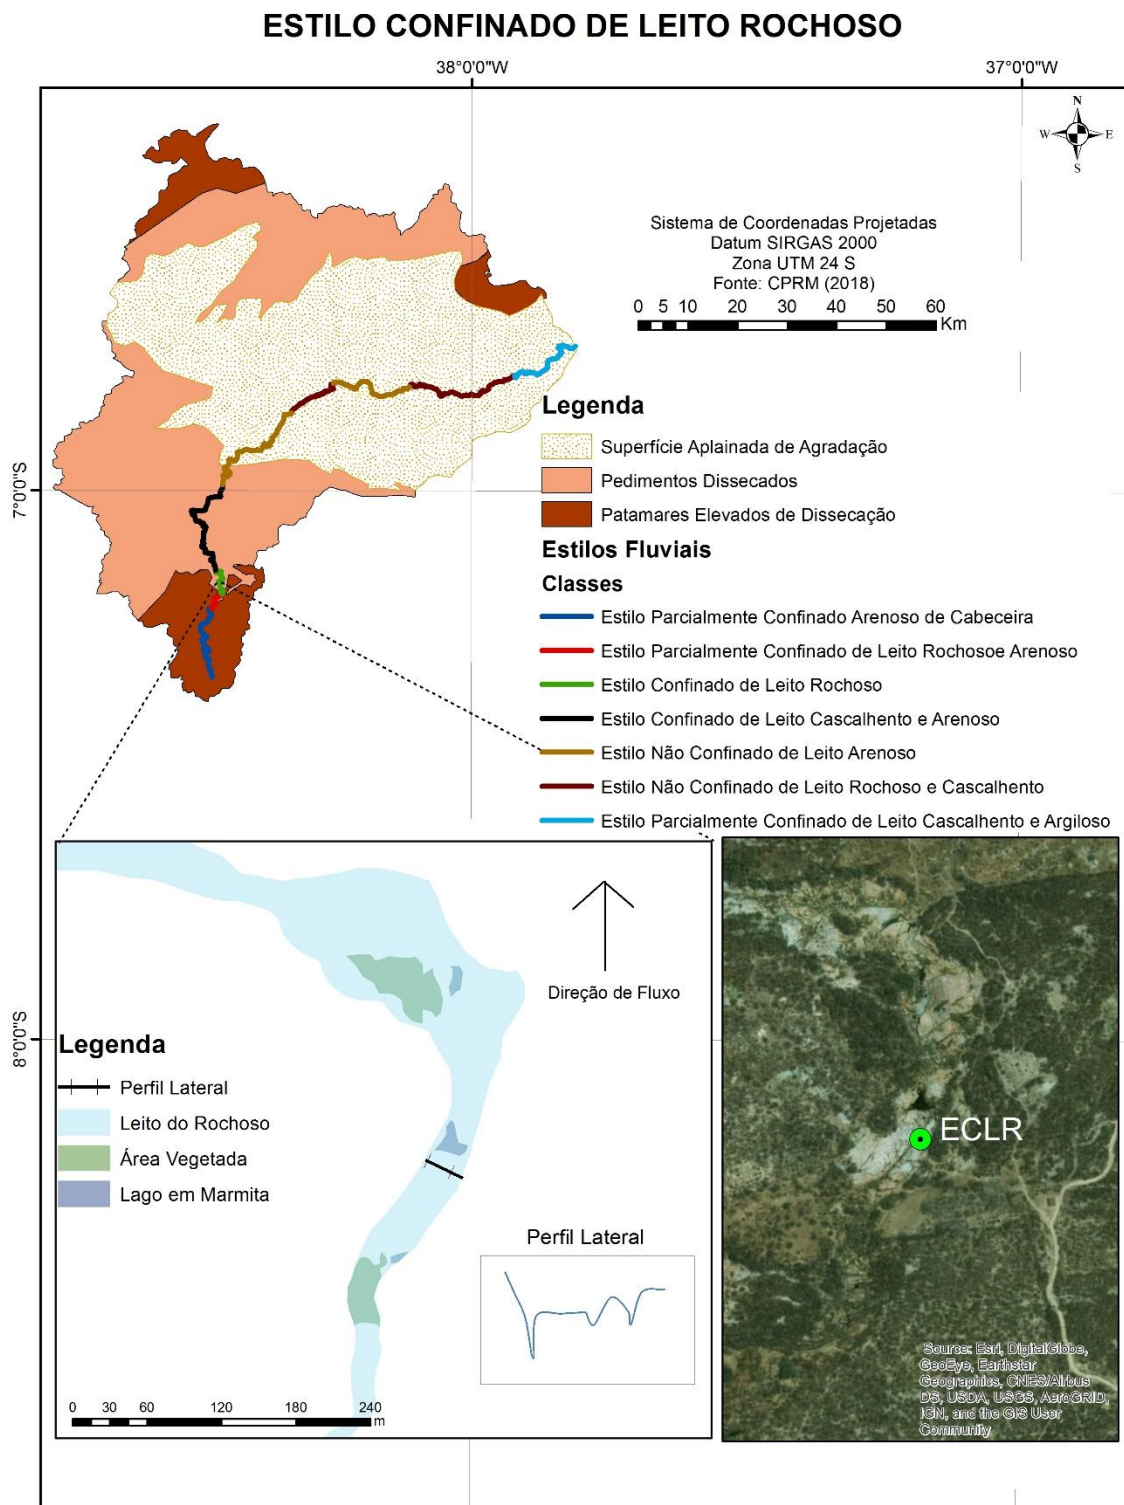 ESTILO CONFINADO DE LEITO ROCHOSO
38°0'0"W
37°0'0"W
N
W
E
S
Sistema de Coordenadas Projetadas
Datum SIRGAS 2000
Zona UTM 24 S
Fonte: CPRM (2018)
0 5 10 20 30 40 50 60
Km
Legenda
Superfície Aplainada de Agradação
Pedimentos Dissecados
Patamares Elevados de Dissecação
7°0'0"S
Estilos Fluviais
Classes
Estilo Parcialmente Confinado Arenoso de Cabeceira
Estilo Parcialmente Confinado de Leito Rochosoe Arenoso
Estilo Confinado de Leito Rochoso
Estilo Confinado de Leito Cascalhento e Arenoso
Estilo Não Confinado de Leito Arenoso
Estilo Não Confinado de Leito Rochoso e Cascalhento
Estilo Parcialmente Confinado de Leito Cascalhento e Argiloso
Direção de Fluxo
8°0'0"S
Legenda
Perfil Lateral
Leito do Rochoso
Área Vegetada
Lago em Marmita
Perfil Lateral
0 30 60 120 180 240
m
ECLR
Source: Esri, DigitalGlobe,
GeoEye, Earthstar
Geographics, CNES/Airbus
DS, USDA, USGS, AeroGRID,
IGN, and the GIS User
Community